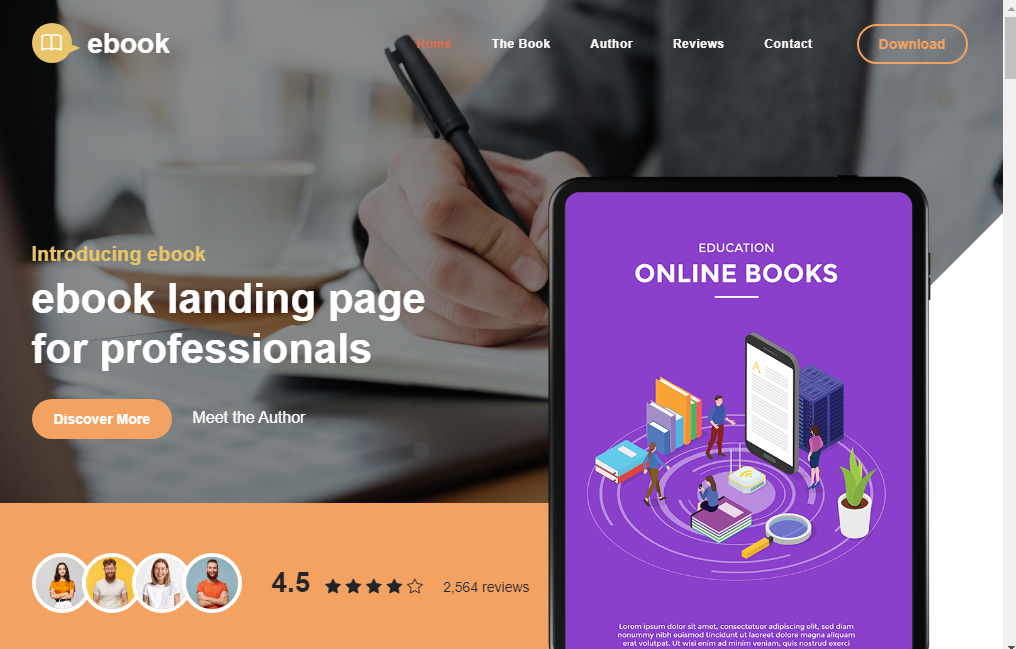 ebook
Home
The Book
Author
Reviews
Contact
Download
Introducing ebook
ebook landing page
for professionals
Discover More
Meet the Author
EDUCATION
ONLINE BOOKS
A
4.5
2,564 reviews
Lorem ipsum dolor sit amet, consectetuer adipiscing elit, sed diam
nonummy nibh euismod tincidunt ut laoreet dolore magna aliquam
erat volutpat. Ut wisi enim ad minim veniam, quis nostrud exerci